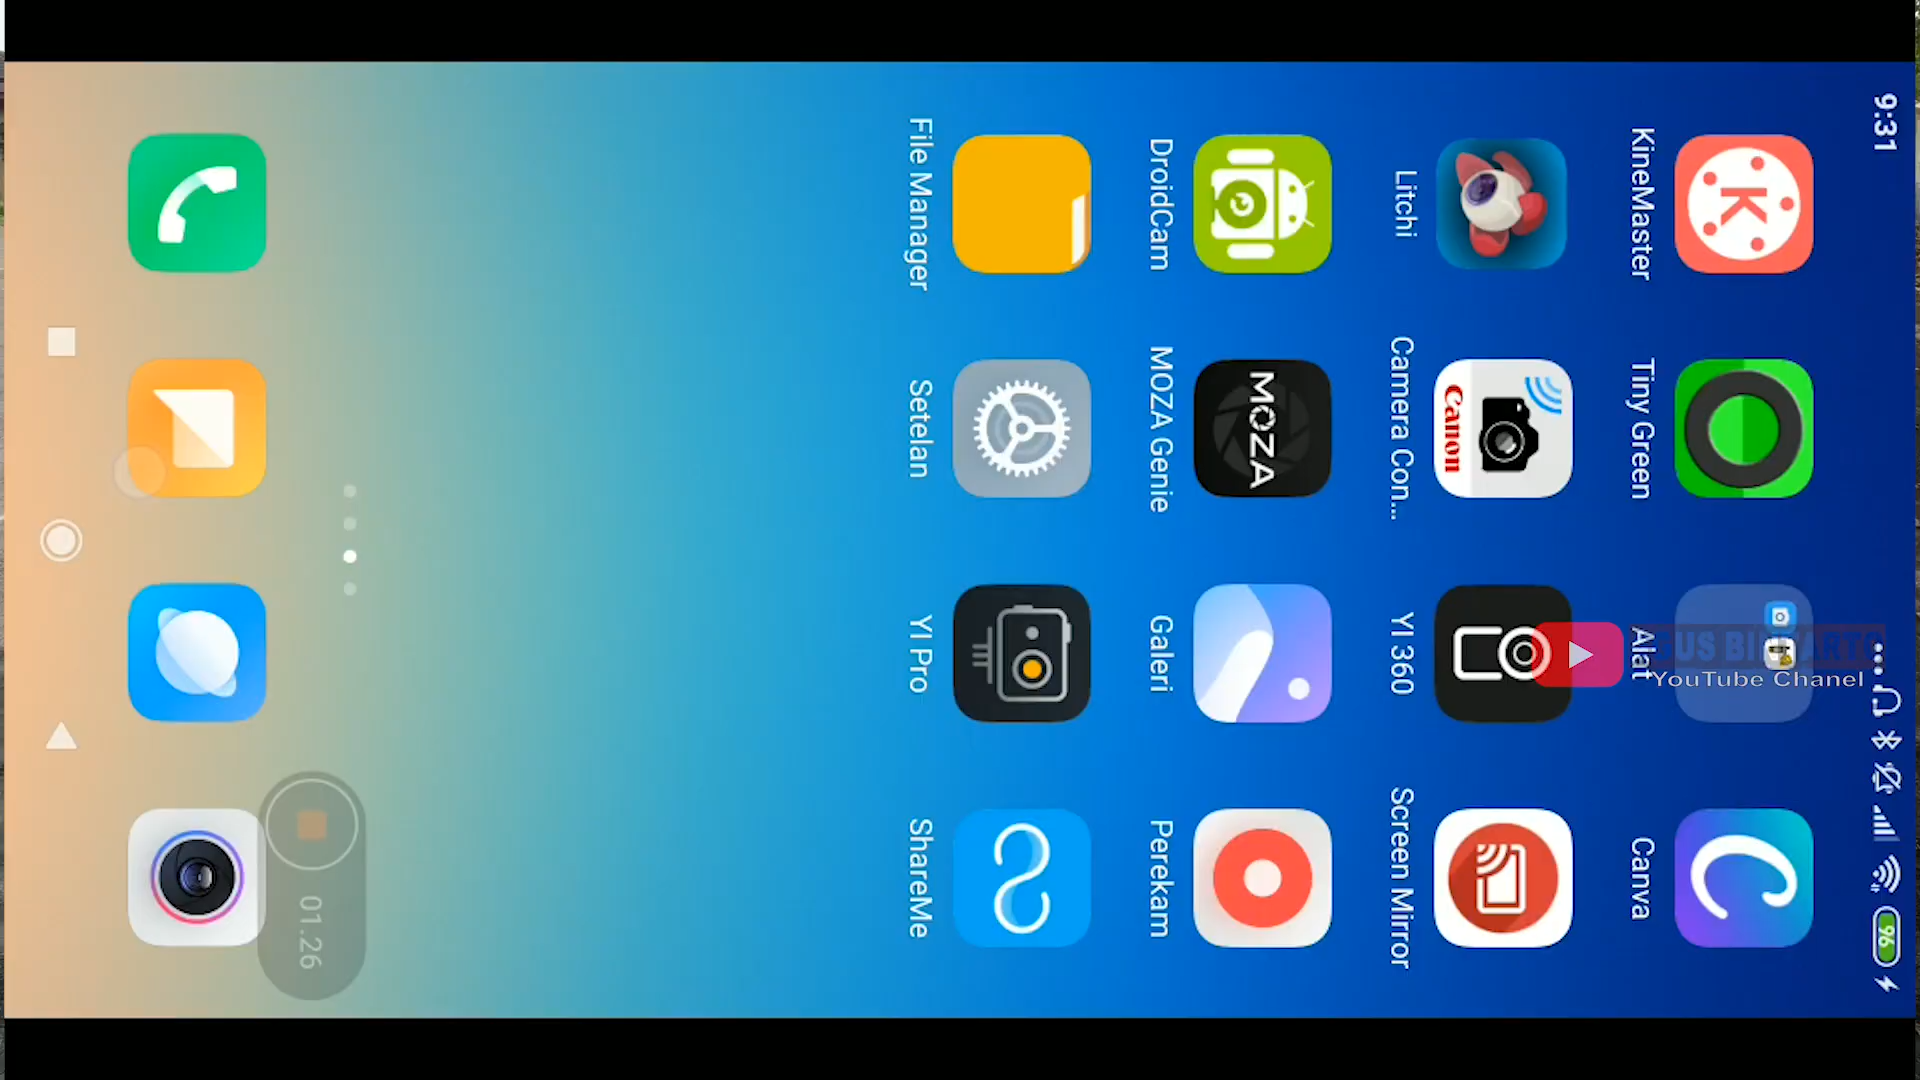 9:31
96
KineMaster
Tiny Green
Alat
Canva
Canon
Litchi
Camera Con...
YI 360
Screen Mirror
MOZA
DroidCam
MOZA Genie
Galeri
Perekam
File Manager
Setelan
YI Pro
ShareMe
01.26
YouTube Chanel